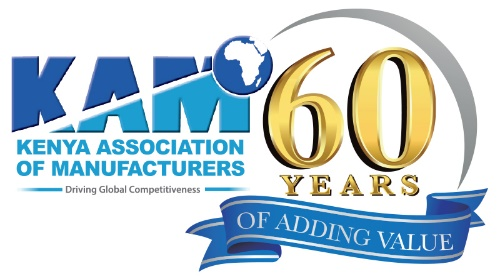 KAM
KENYA ASSOCIATION
OF MANUFACTURERS
Driving Global Competitiveness
60
YEARS
OF ADDING VALUE